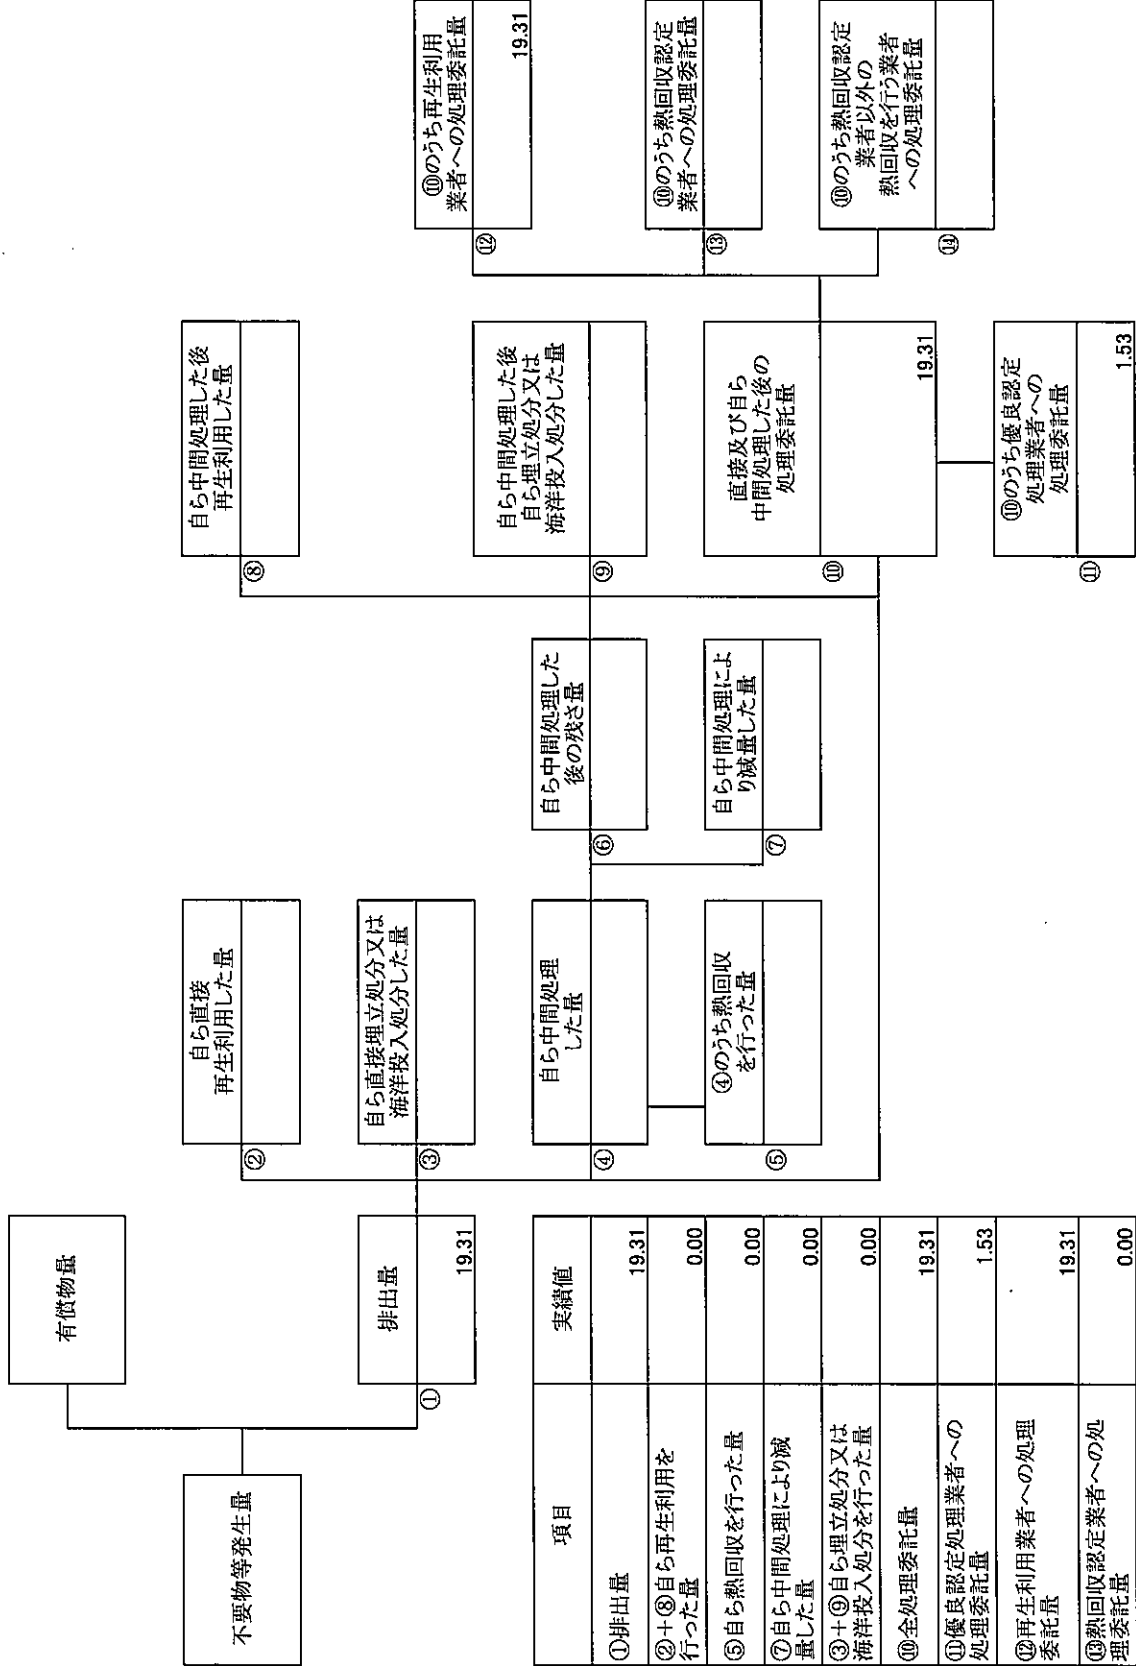 不要物等発生量
有償物量
排出量
①
19.31
自ら直接
再生利用した量
②
自ら直接埋立処分又は
海洋投入処分した量
③
自ら中間処理
した量
④
④のうち熱回収
を行った量
⑤
自ら中間処理した
後の残さ量
⑥
自ら中間処理によ
り減量した量
⑦
自ら中間処理した後
再生利用した量
⑧
自ら中間処理した後
自ら埋立処分又は
海洋投入処分した量
⑨
直接及び自ら
中間処理した後の
処理委託量
⑩
19.31
⑩のうち優良認定
処理業者への
処理委託量
⑪
1.53
⑩のうち再生利用
業者への処理委託量
⑫
19.31
⑩のうち熱回収認定
業者への処理委託量
⑬
⑩のうち熱回収認定
業者以外の
熱回収を行う業者
への処理委託量
⑭
項目 実績値
①排出量 19.31
②+⑧自ら再生利用を
行った量 0.00
⑤自ら熱回収を行った量 0.00
⑦自ら中間処理により減
量した量 0.00
③+⑨自ら埋立処分又は
海洋投入処分を行った量 0.00
⑩全処理委託量 19.31
⑪優良認定処理業者への
処理委託量 1.53
⑫再生利用業者への処理
委託量 19.31
⑬熱回収認定業者への処
理委託量 0.00